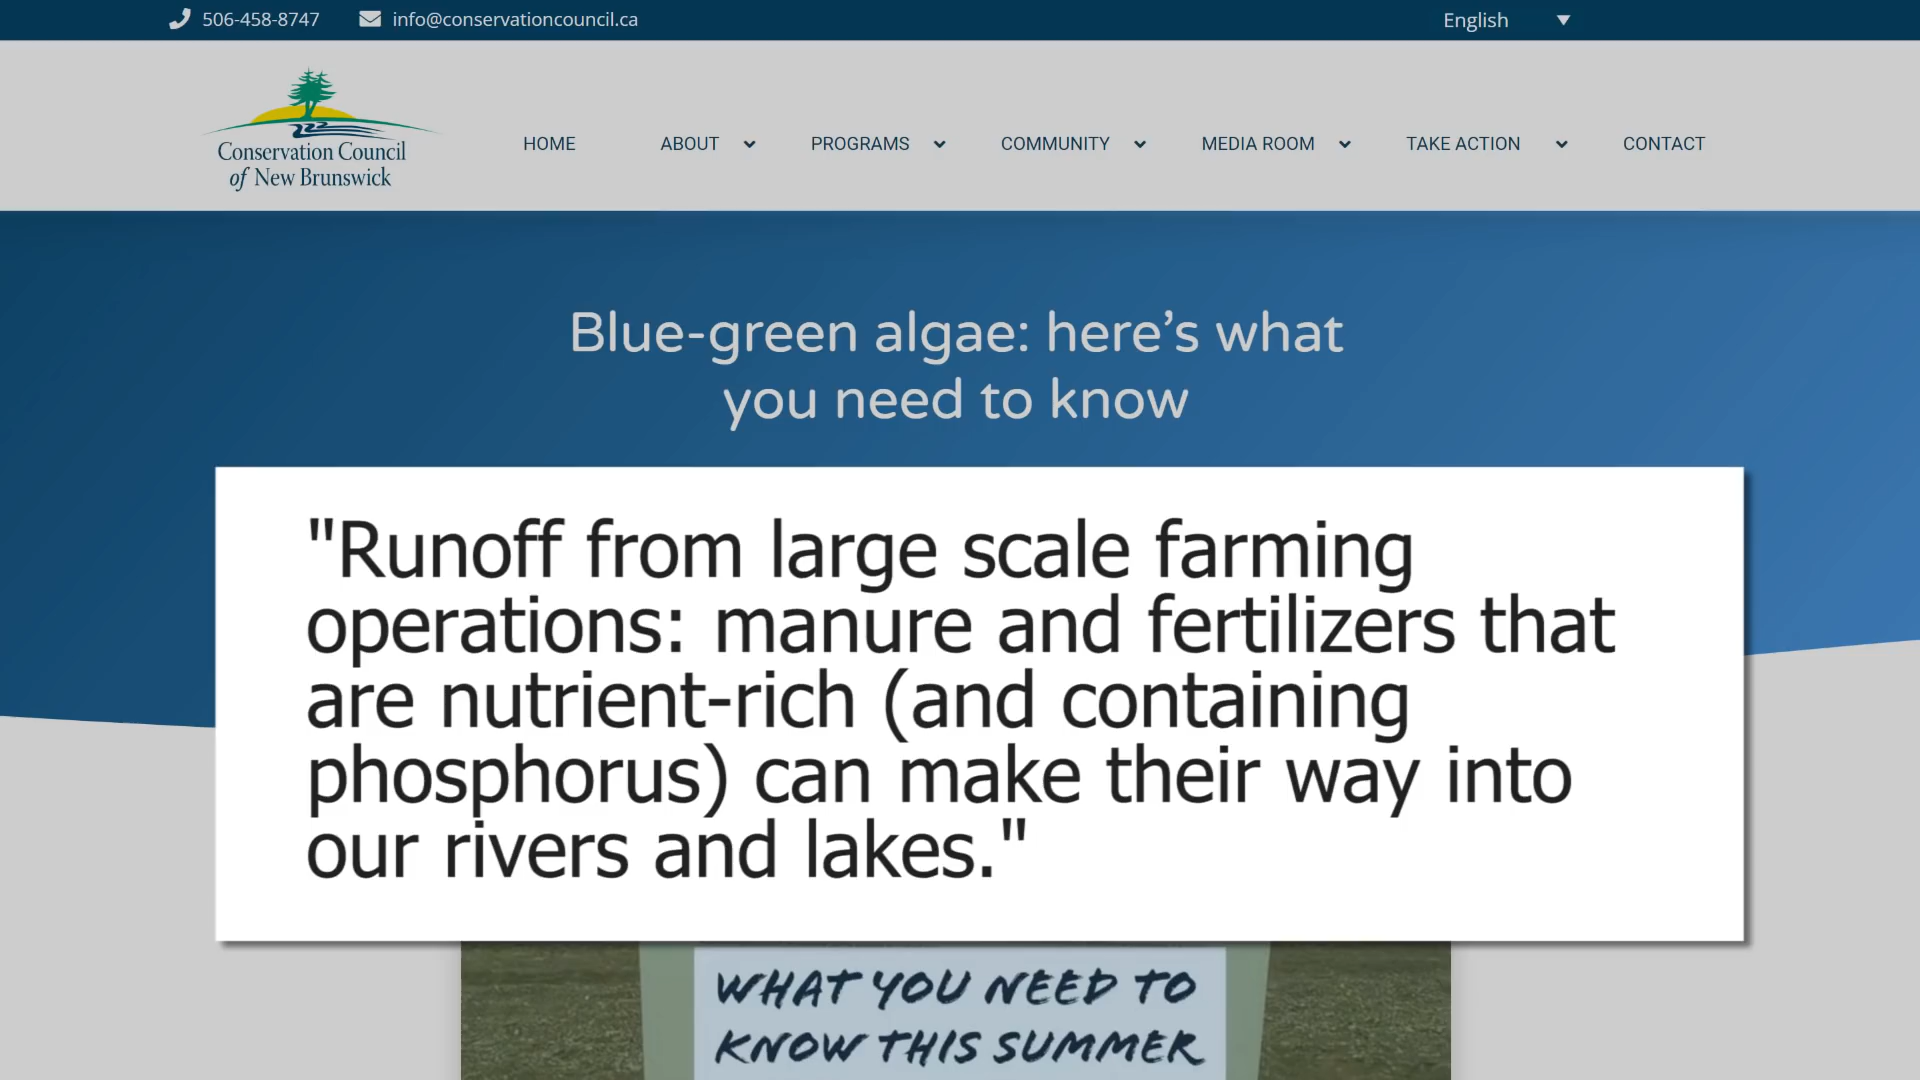 506-458-8747 info@conservationcouncil.ca English
Conservation Council
of New Brunswick
HOME ABOUT PROGRAMS COMMUNITY MEDIA ROOM TAKE ACTION CONTACT
Blue-green algae: here’s what
you need to know
"Runoff from large scale farming
operations: manure and fertilizers that
are nutrient-rich (and containing
phosphorus) can make their way into
our rivers and lakes."
WHAT YOU NEED TO
KNOW THIS SUMMER